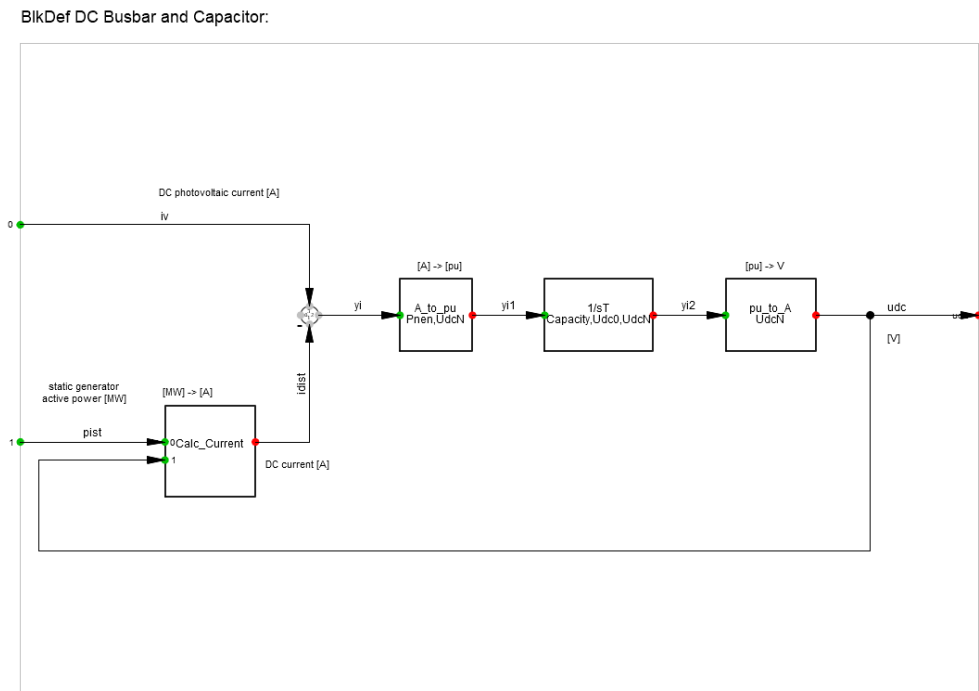 BlkDef DC Busbar and Capacitor:
DC photovoltaic current [A]
iv
0
[A] -> [pu]
[pu] -> V
yi
A_to_pu
Pnen,UdcN
yi1
1/sT
Capacity,Udc0,UdcN
yi2
pu_to_A
UdcN
udc
[V]
-
idist
static generator
active power [MW]
[MW] -> [A]
1
pist
0
Calc_Current
1
DC current [A]